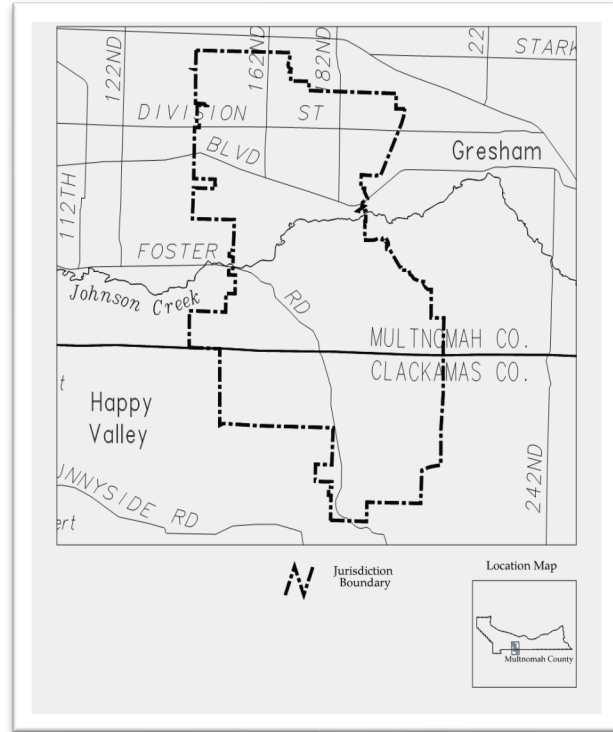 122ND
162ND
182ND
22
STARK
DIVISION ST
BLVD
Gresham
112TH
FOSTER
RD
Johnson Creek
MULTNOMAH CO.
CLACKAMAS CO.
t
Happy
Valley
UNNYSIDE RD
ert
242ND
Jurisdiction
Boundary
Location Map
Multnomah County